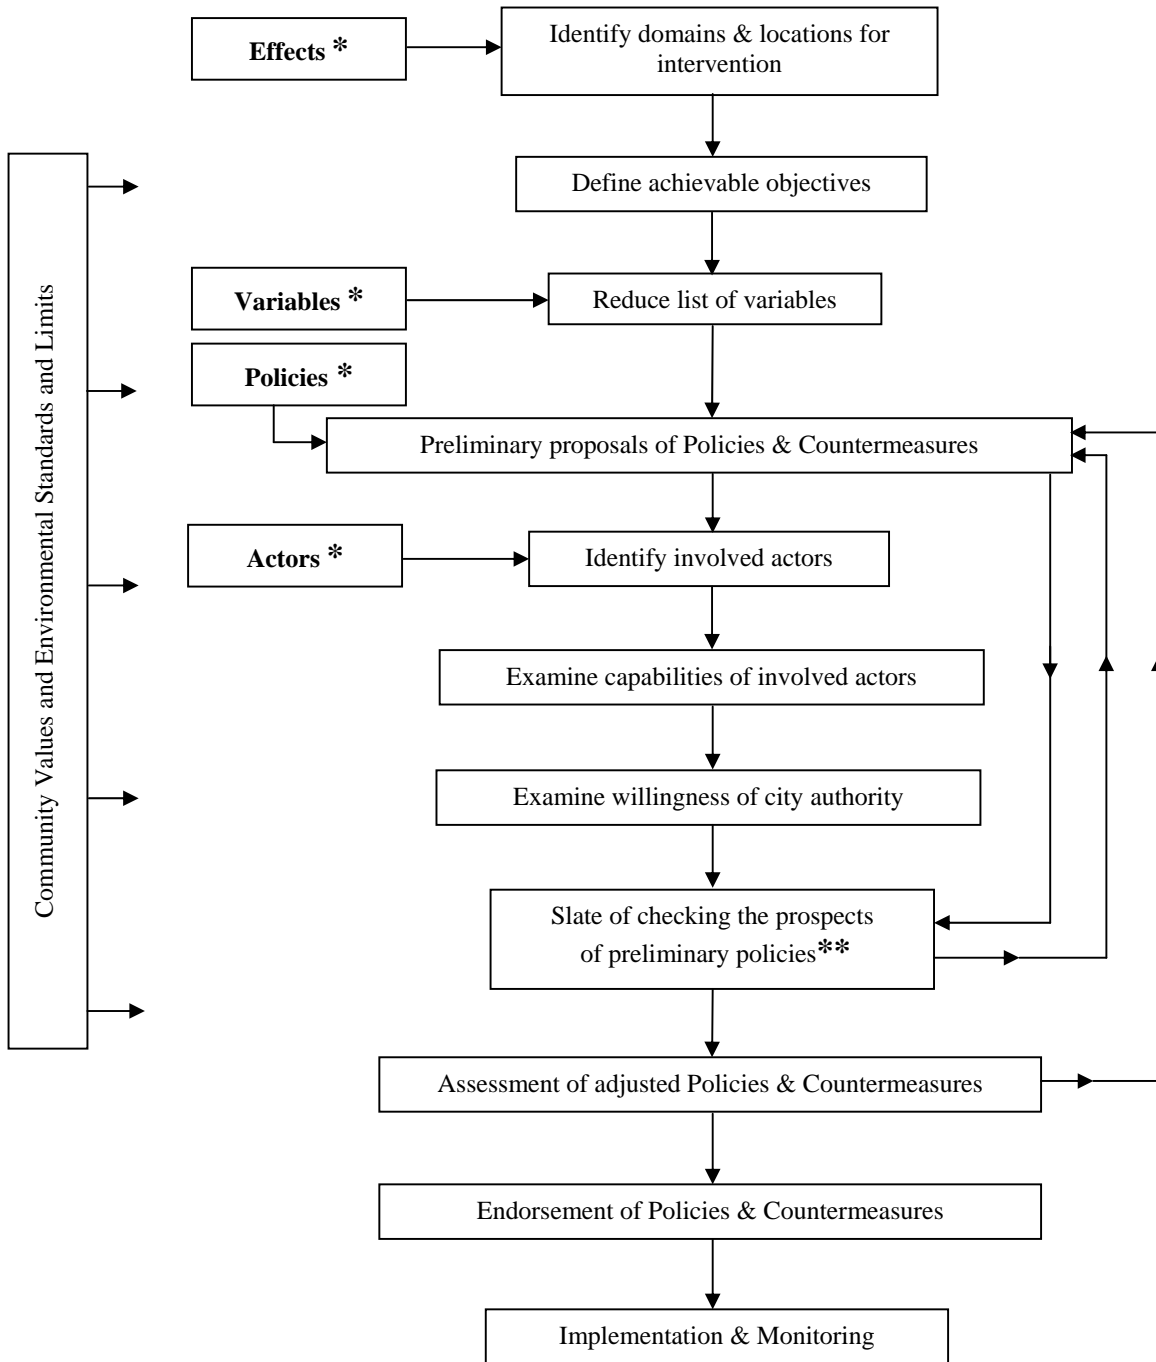 Effects *
Identify domains & locations for
intervention
Define achievable objectives
Variables *
Reduce list of variables
Policies *
Preliminary proposals of Policies & Countermeasures
Actors *
Identify involved actors
Examine capabilities of involved actors
Examine willingness of city authority
Slate of checking the prospects
of preliminary policies**
Assessment of adjusted Policies & Countermeasures
Endorsement of Policies & Countermeasures
Implementation & Monitoring
Community Values and Environmental Standards and Limits